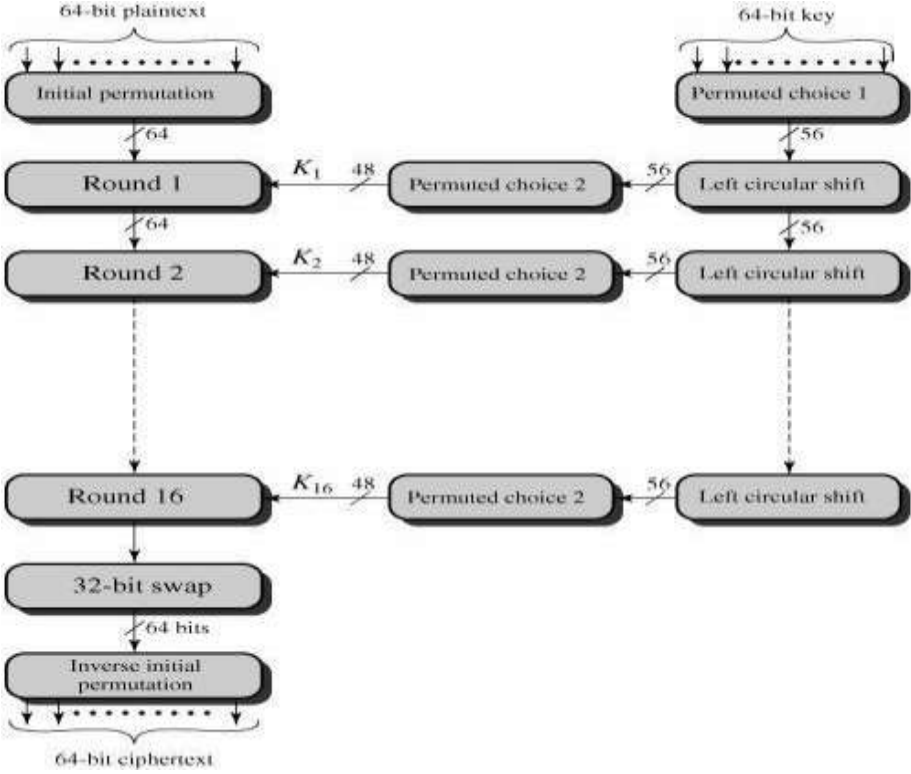 64-bit plaintext
64-bit key
Initial permutation
Permuted choice 1
64
56
Round 1
K1
48
Permuted choice 2
56
Left circular shift
64
56
Round 2
K2
48
Permuted choice 2
56
Left circular shift
Round 16
K16
48
Permuted choice 2
56
Left circular shift
32-bit swap
64 bits
Inverse initial
permutation
64-bit ciphertext